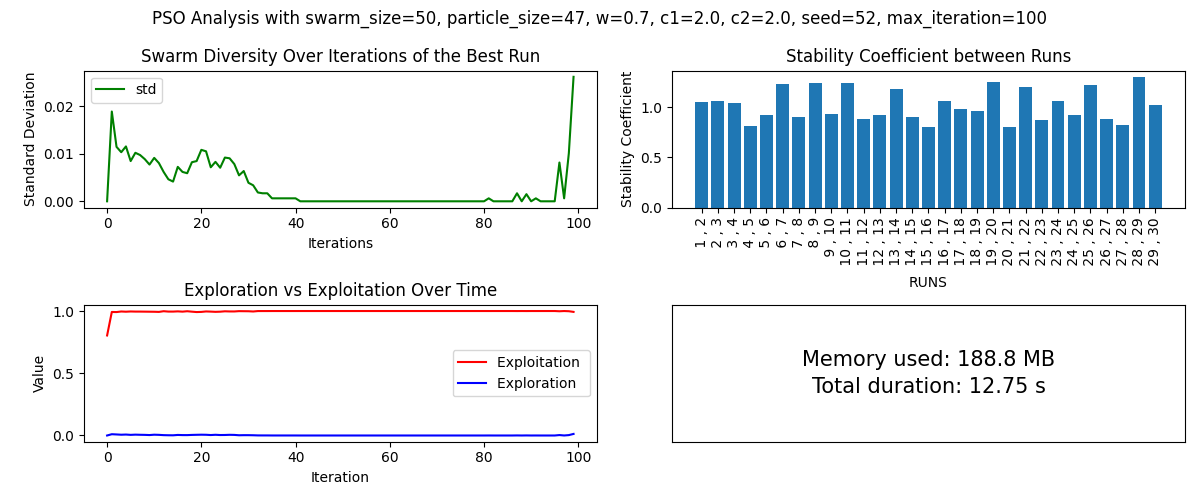 PSO Analysis with swarm_size=50, particle_size=47, w=0.7, c1=2.0, c2=2.0, seed=52, max_iteration=100
Swarm Diversity Over Iterations of the Best Run
Standard Deviation
0.02
0.01
0.00
std
0 20 40 60 80 100
Iterations
Stability Coefficient between Runs
Stability Coefficient
1.0
0.5
0.0
1 , 2
2 , 3
3 , 4
4 , 5
5 , 6
6 , 7
7 , 8
8 , 9
9 , 10
10 , 11
11 , 12
12 , 13
13 , 14
14 , 15
15 , 16
16 , 17
17 , 18
18 , 19
19 , 20
20 , 21
21 , 22
22 , 23
23 , 24
24 , 25
25 , 26
26 , 27
27 , 28
28 , 29
29 , 30
RUNS
Exploration vs Exploitation Over Time
Value
1.0
0.5
0.0
Exploitation
Exploration
0 20 40 60 80 100
Iteration
Memory used: 188.8 MB
Total duration: 12.75 s